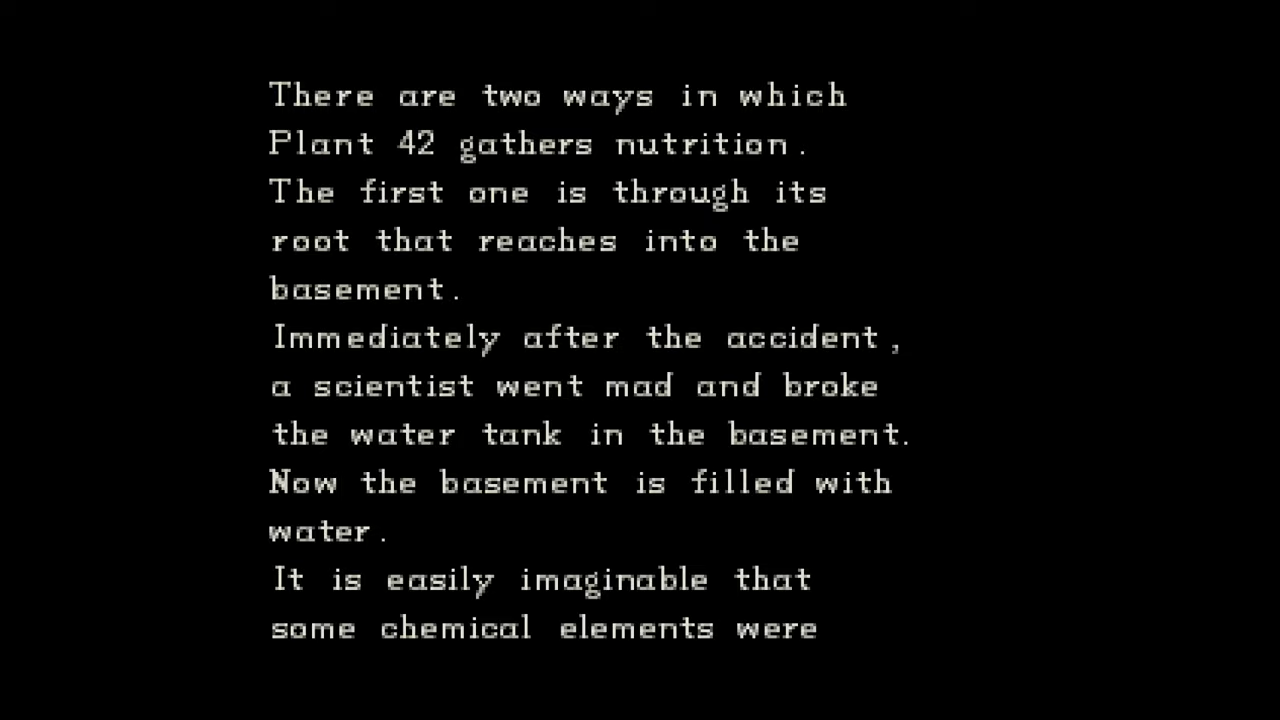 There are two ways in which
Plant 42 gathers nutrition.
The first one is through its
root that reaches into the
basement.
Immediately after the accident,
a scientist went mad and broke
the water tank in the basement.
Now the basement is filled with
water.
It is easily imaginable that
some chemical elements were